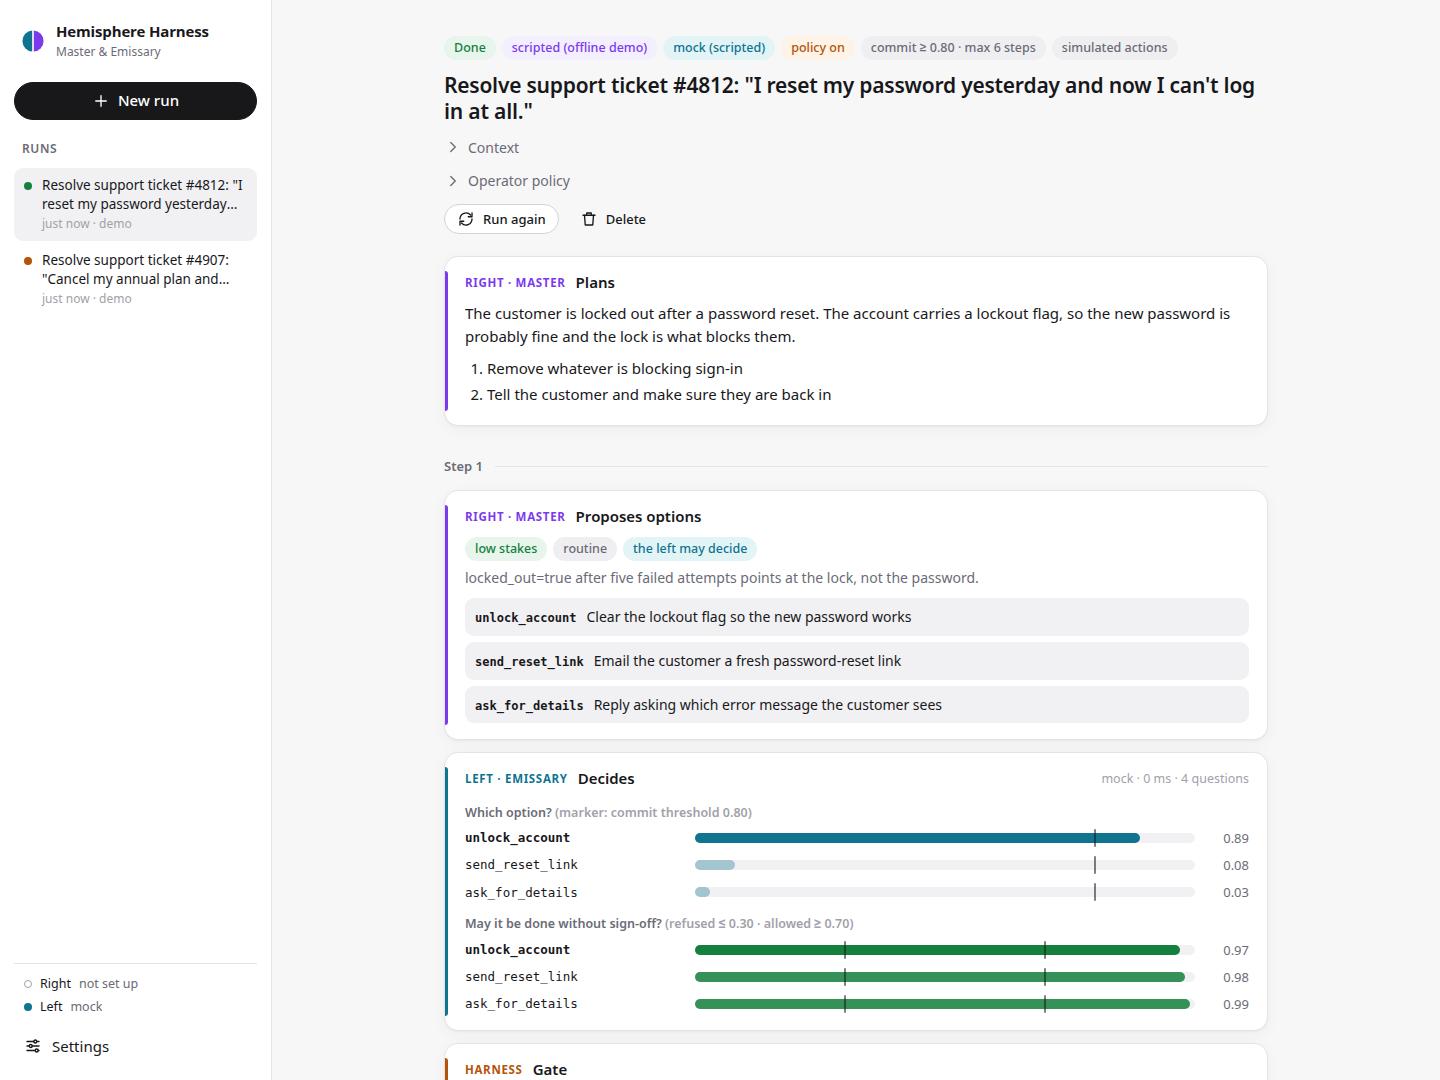 Hemisphere Harness
Master & Emissary
New run
RUNS
Resolve support ticket #4812: "I
reset my password yesterday...
just now · demo
Resolve support ticket #4907:
"Cancel my annual plan and...
just now · demo
Right not set up
Left mock
Settings
Done scripted (offline demo) mock (scripted) policy on commit ≥ 0.80 · max 6 steps simulated actions
Resolve support ticket #4812: "I reset my password yesterday and now I can't log
in at all."
Context
Operator policy
Run again Delete
RIGHT · MASTER Plans
The customer is locked out after a password reset. The account carries a lockout flag, so the new password is
probably fine and the lock is what blocks them.
1. Remove whatever is blocking sign-in
2. Tell the customer and make sure they are back in
Step 1
RIGHT · MASTER Proposes options
low stakes routine the left may decide
locked_out=true after five failed attempts points at the lock, not the password.
unlock_account Clear the lockout flag so the new password works
send_reset_link Email the customer a fresh password-reset link
ask_for_details Reply asking which error message the customer sees
LEFT · EMISSARY Decides mock · 0 ms · 4 questions
Which option? (marker: commit threshold 0.80)
unlock_account 0.89
send_reset_link 0.08
ask_for_details 0.03
May it be done without sign-off? (refused ≤ 0.30 · allowed ≥ 0.70)
unlock_account 0.97
send_reset_link 0.98
ask_for_details 0.99
HARNESS Gate